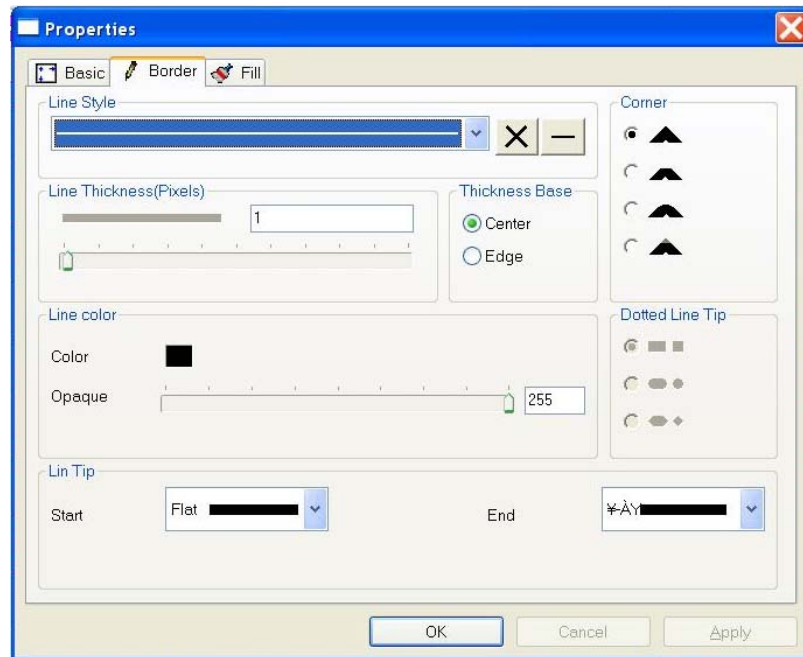 Properties
Basic Border Fill
Line Style
Corner
Line Thickness(Pixels)
1
Thickness Base
Center
Edge
Line color
Color
Opaque
255
Dotted Line Tip
Lin Tip
Start
Flat
End
¥-ÀY
OK Cancel Apply